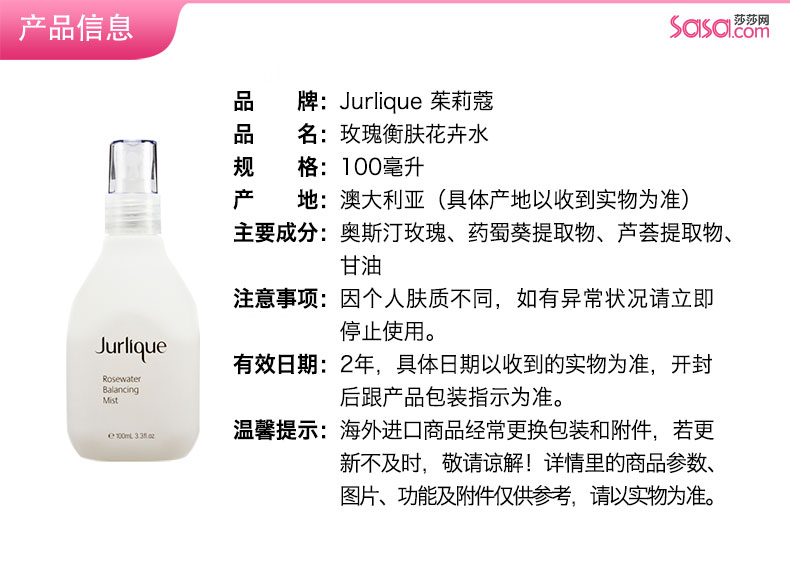 产品信息
Sasa.com 莎莎网
品 牌：Jurlique 茱莉蔻
品 名：玫瑰衡肤花卉水
规 格：100毫升
产 地：澳大利亚（具体产地以收到实物为准）
主要成分：奥斯汀玫瑰、药蜀葵提取物、芦荟提取物、
甘油
注意事项：因个人肤质不同，如有异常状况请立即
停止使用。
有效日期：2年，具体日期以收到的实物为准，开封
后跟产品包装指示为准。
温馨提示：海外进口商品经常更换包装和附件，若更
新不及时，敬请谅解！详情里的商品参数、
图片、功能及附件仅供参考，请以实物为准。
Jurlique
Rosewater
Balancing
Mist
℮ 100mL 3.3fl.oz.